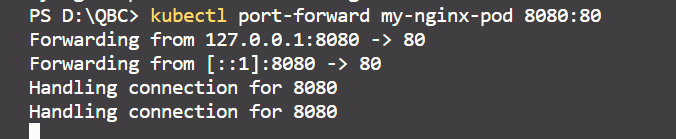 PS D:\QBC> kubectl port-forward my-nginx-pod 8080:80
Forwarding from 127.0.0.1:8080 -> 80
Forwarding from [::1]:8080 -> 80
Handling connection for 8080
Handling connection for 8080